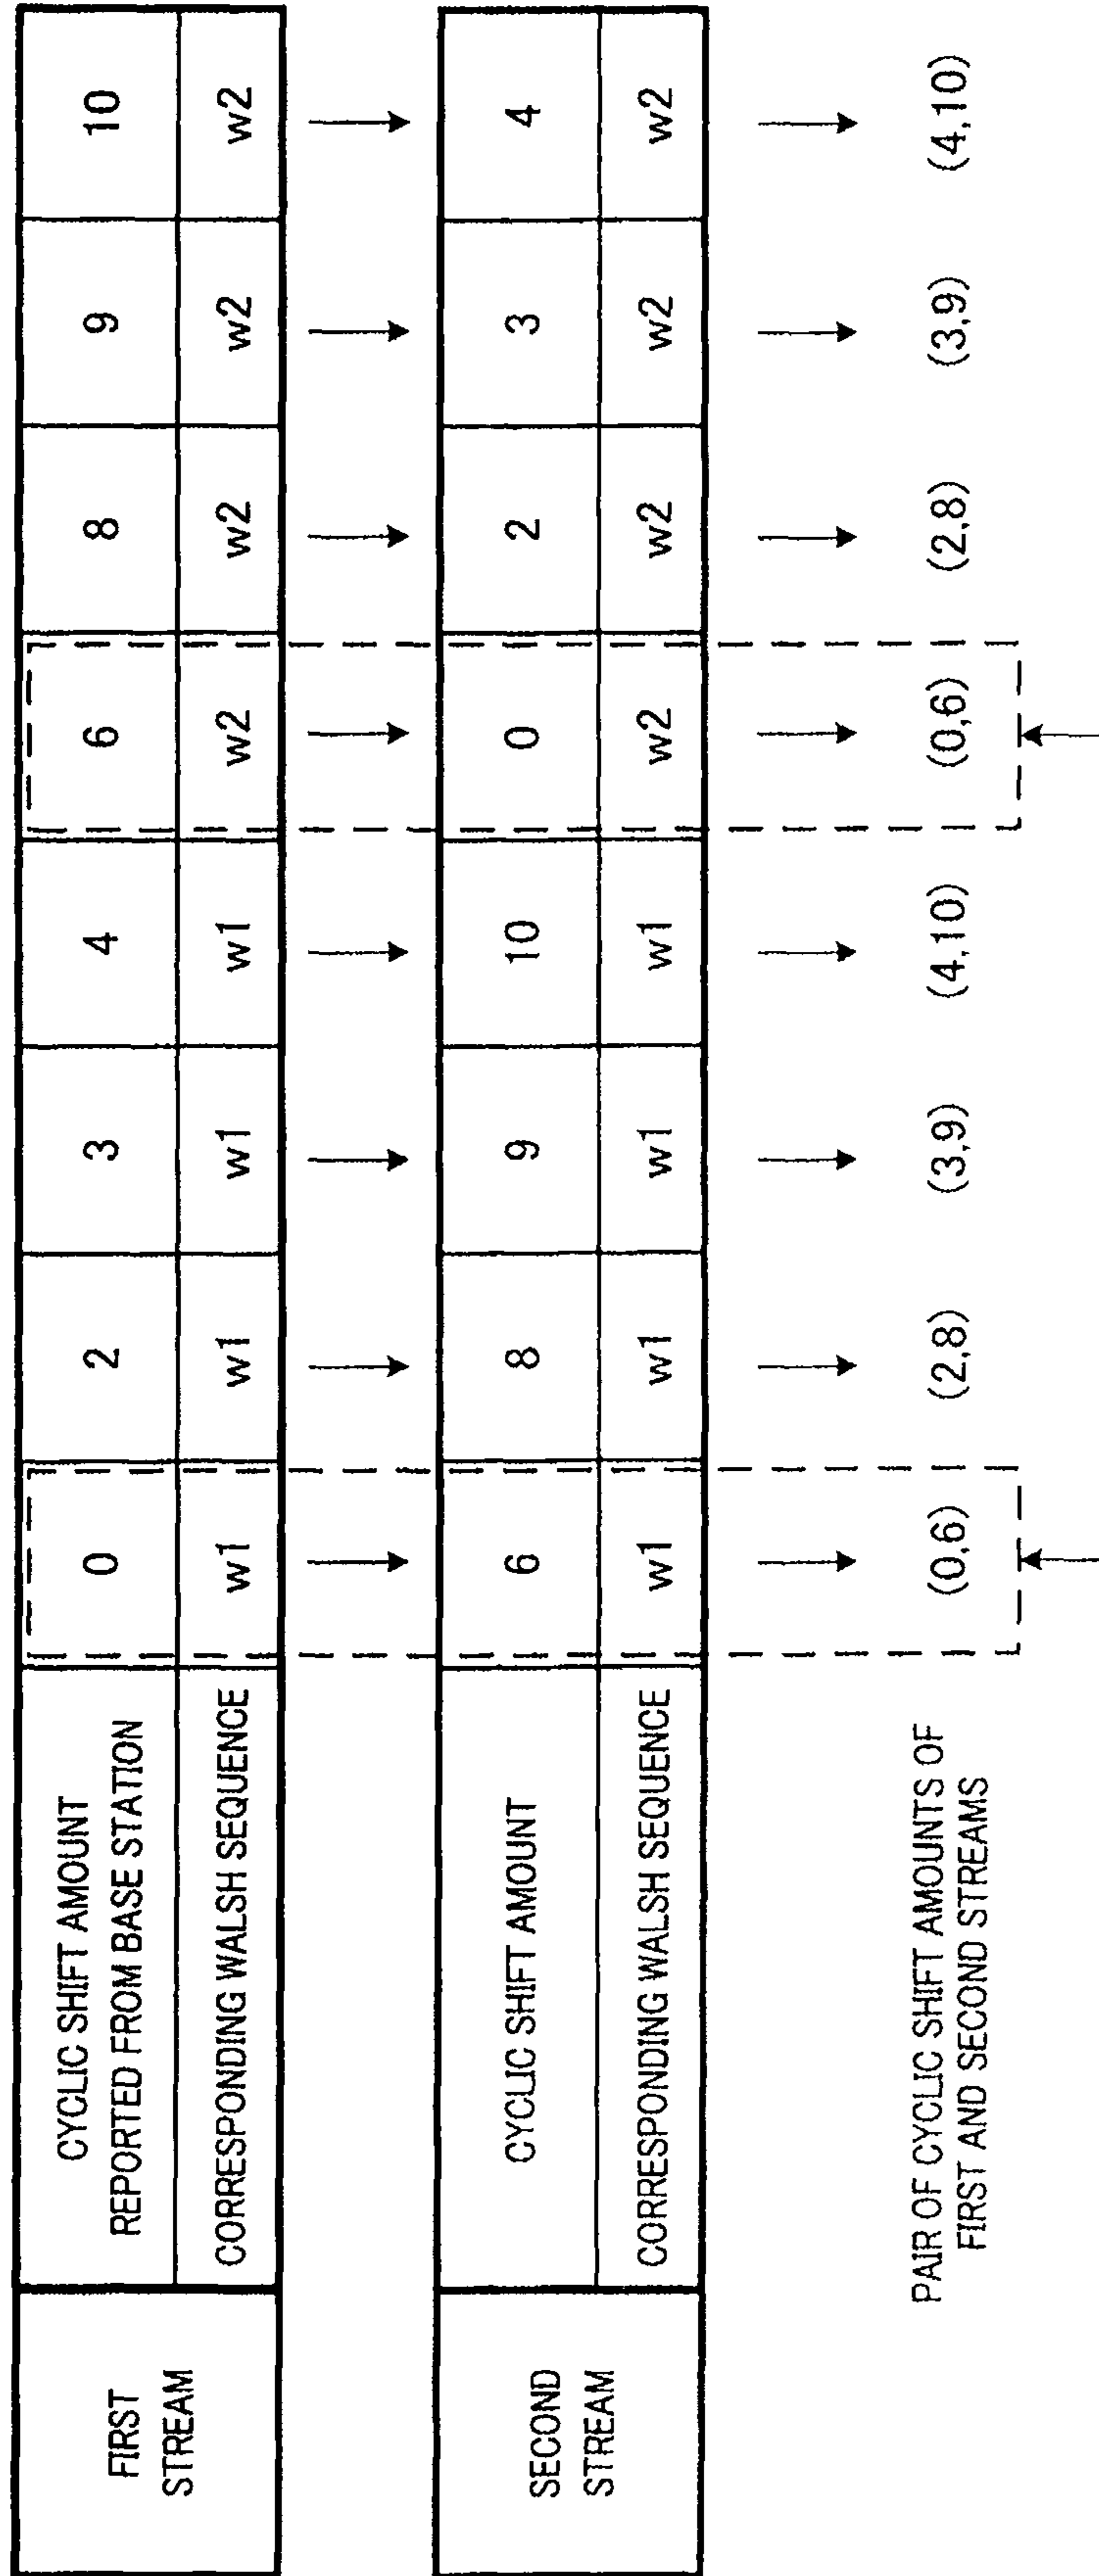 FIRST
STREAM
CYCLIC SHIFT AMOUNT
REPORTED FROM BASE STATION
0 2 3 4 6 8 9 10
CORRESPONDING WALSH SEQUENCE
w1 w1 w1 w1 w2 w2 w2 w2
SECOND
STREAM
CYCLIC SHIFT AMOUNT
6 8 9 10 0 2 3 4
CORRESPONDING WALSH SEQUENCE
w1 w1 w1 w1 w2 w2 w2 w2
PAIR OF CYCLIC SHIFT AMOUNTS OF
FIRST AND SECOND STREAMS
(0,6) (2,8) (3,9) (4,10) (0,6) (2,8) (3,9) (4,10)